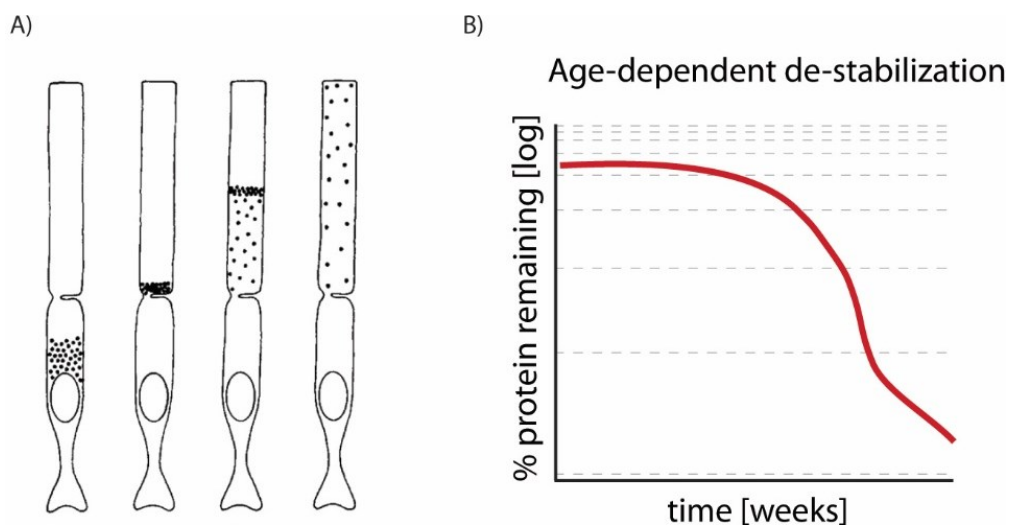 A)
B)
Age-dependent de-stabilization
% protein remaining [log]
time [weeks]